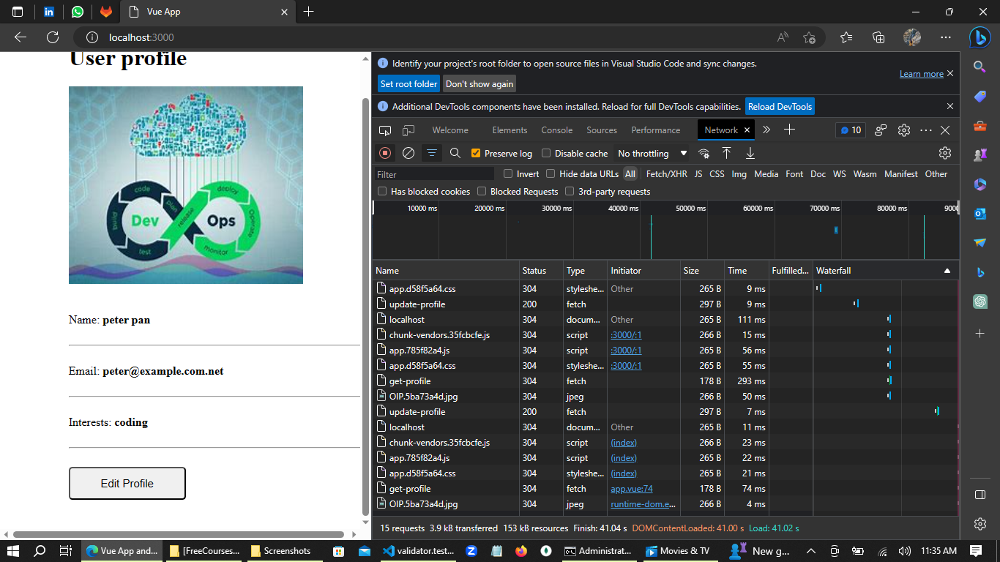 Vue App
localhost:3000
User profile
code
build
test
plan
release
deploy
Operate
monitor
Dev
Ops
Name: peter pan
Email: peter@example.com.net
Interests: coding
Edit Profile
Identify your project's root folder to open source files in Visual Studio Code and sync changes.
Learn more
Set root folder Don't show again
Additional DevTools components have been installed. Reload for full DevTools capabilities. Reload DevTools
Welcome Elements Console Sources Performance Network 10
Preserve log Disable cache No throttling
Filter Invert Hide data URLs All Fetch/XHR JS CSS Img Media Font Doc WS Wasm Manifest Other
Has blocked cookies Blocked Requests 3rd-party requests
10000 ms 20000 ms 30000 ms 40000 ms 50000 ms 60000 ms 70000 ms 80000 ms 9000
Name Status Type Initiator Size Time Fulfilled... Waterfall
app.d58f5a64.css 304 styleshe... Other 265 B 9 ms
update-profile 200 fetch 297 B 9 ms
localhost 304 docum... Other 265 B 111 ms
chunk-vendors.35fcbcfe.js 304 script :3000/:1 266 B 15 ms
app.785f82a4.js 304 script :3000/:1 265 B 56 ms
app.d58f5a64.css 304 styleshe... :3000/:1 265 B 55 ms
get-profile 304 fetch 178 B 293 ms
OIP.5ba73a4d.jpg 304 jpeg 266 B 50 ms
update-profile 200 fetch 297 B 7 ms
localhost 304 docum... Other 265 B 11 ms
chunk-vendors.35fcbcfe.js 304 script (index) 266 B 23 ms
app.785f82a4.js 304 script (index) 265 B 22 ms
app.d58f5a64.css 304 styleshe... (index) 265 B 21 ms
get-profile 304 fetch app.vue:74 178 B 74 ms
OIP.5ba73a4d.jpg 304 jpeg runtime-dom.e... 266 B 4 ms
15 requests 3.9 kB transferred 153 kB resources Finish: 41.04 s DOMContentLoaded: 41.00 s Load: 41.02 s
Vue App and... [FreeCourses... Screenshots validator.test... Administrat... Movies & TV New g... 11:35 AM